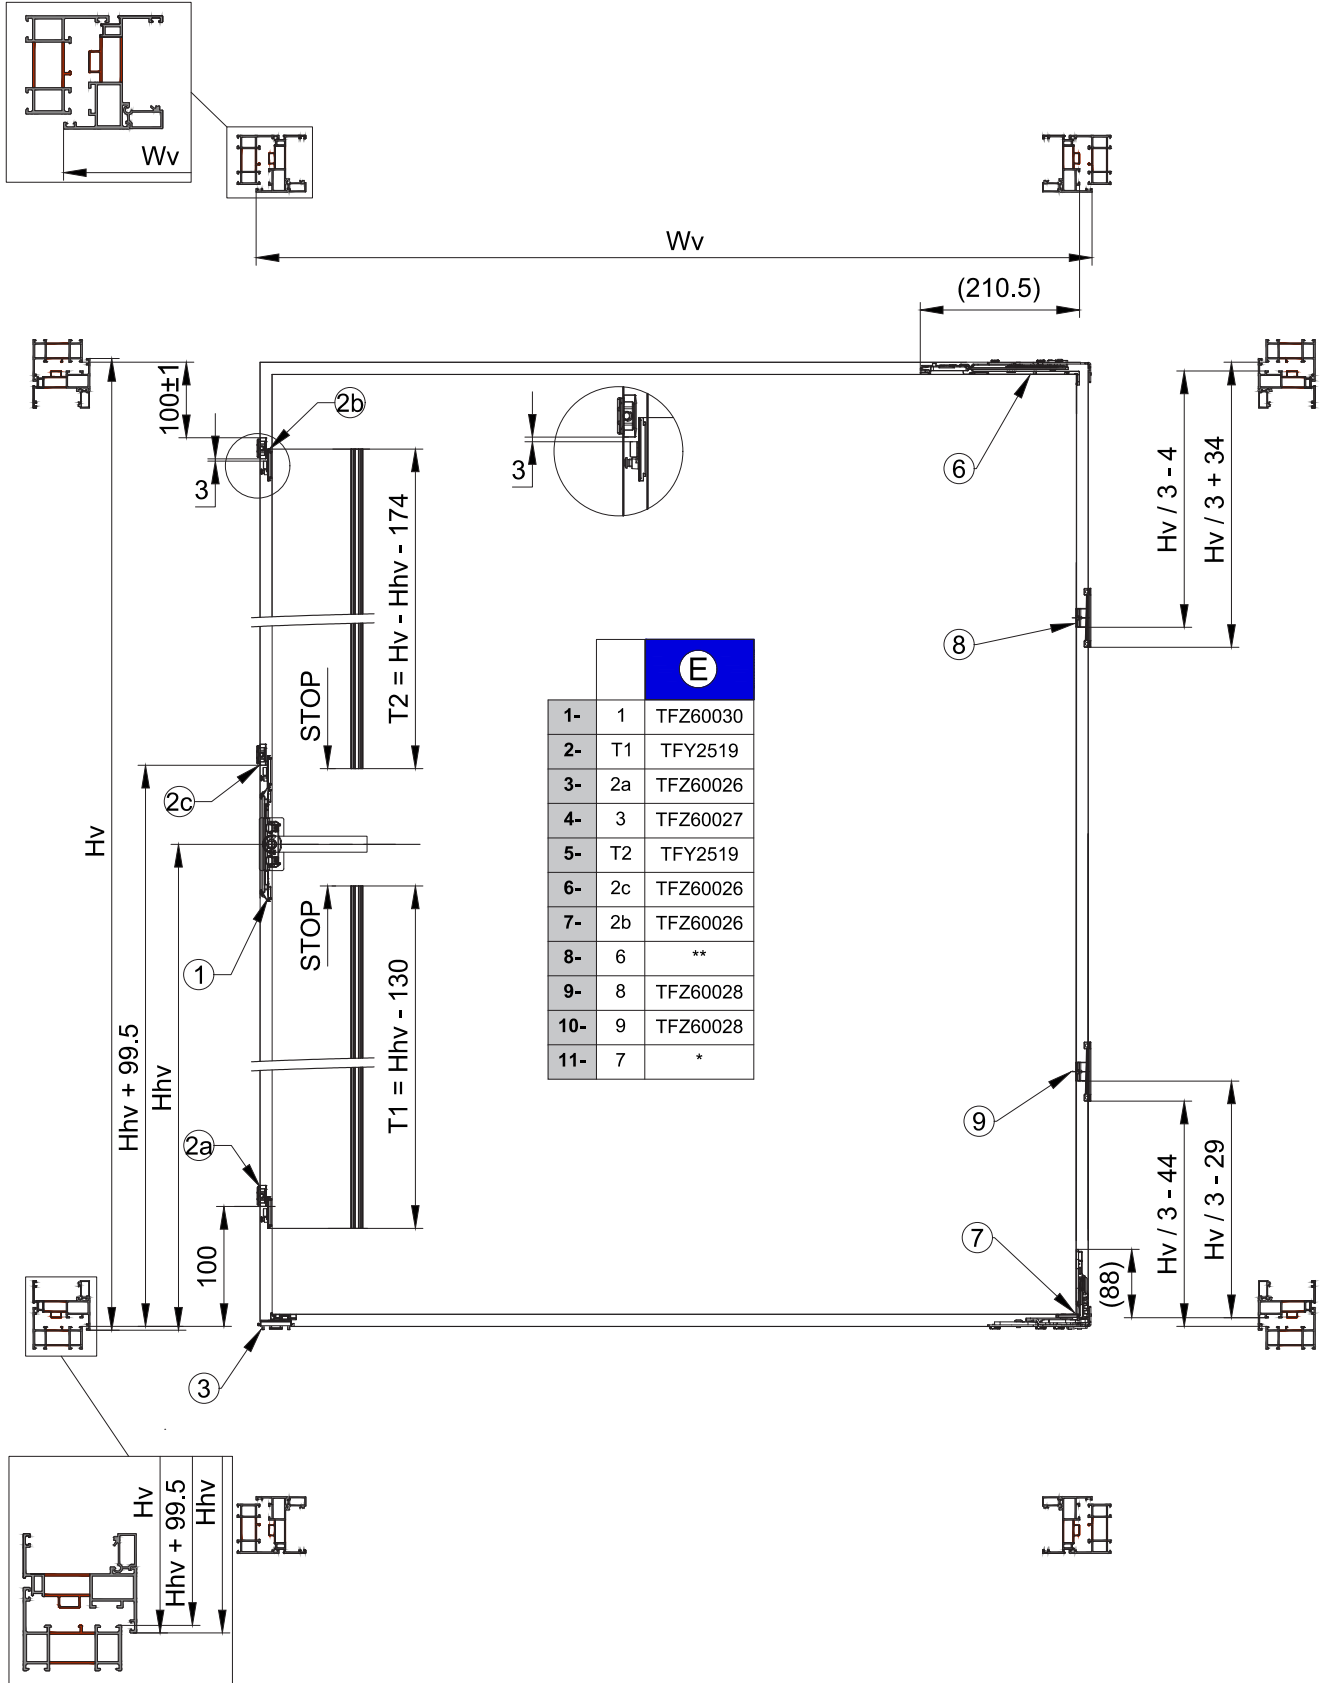 Wv
Wv
(210.5)
100±1
2b
3
3
6
Hv / 3 - 4
Hv / 3 + 34
T2 = Hv - Hhv - 174
STOP
8
E
1- 1 TFZ60030
2- T1 TFY2519
3- 2a TFZ60026
4- 3 TFZ60027
5- T2 TFY2519
6- 2c TFZ60026
7- 2b TFZ60026
8- 6 **
9- 8 TFZ60028
10- 9 TFZ60028
11- 7 *
2c
Hv
STOP
1
T1 = Hhv - 130
Hhv + 99.5
Hhv
2a
9
100
Hv / 3 - 44
Hv / 3 - 29
7
(88)
3
Hv
Hhv + 99.5
Hhv